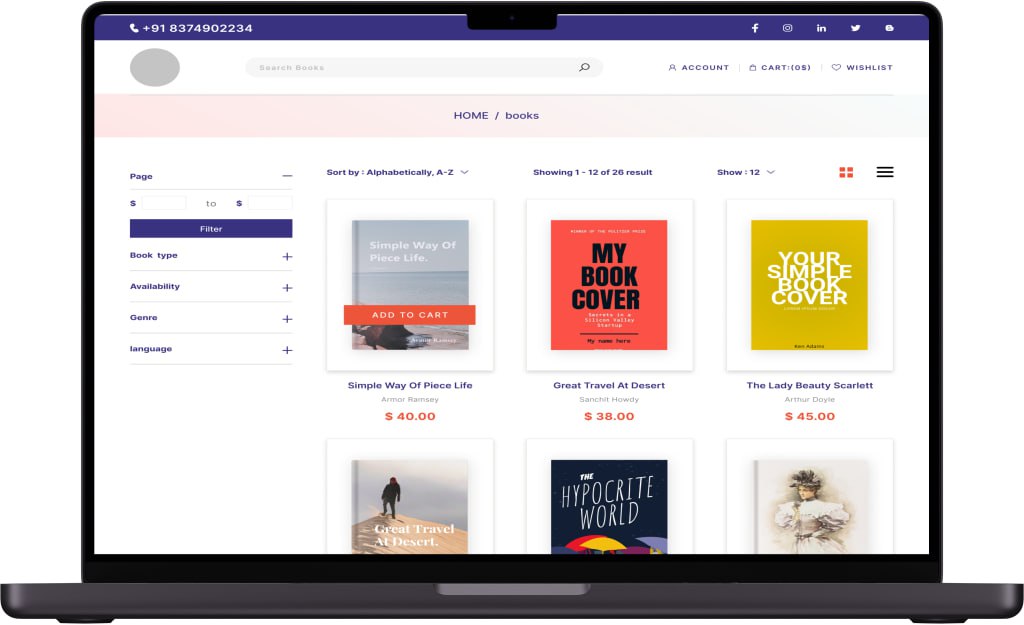 +91 8374902234
Search Books
ACCOUNT
CART:(0$)
WISHLIST
HOME / books
Page
$ to $
Filter
Book type
Availability
Genre
language
Sort by : Alphabetically, A-Z
Showing 1 - 12 of 26 result
Show : 12
Simple Way Of
Piece Life.
ADD TO CART
Armor Ramsey
Simple Way Of Piece Life
Armor Ramsey
$ 40.00
WINNER OF THE PULITZER PRIZE
MY
BOOK
COVER
Secrets in a
Silicon Valley
Startup
My name here
Great Travel At Desert
SanchIt Howdy
$ 38.00
YOUR
SIMPLE
BOOK
COVER
LOREM IPSUM DOLOR
Ken Adams
The Lady Beauty Scarlett
Arthur Doyle
$ 45.00
Great Travel
At Desert.
THE
HYPOCRITE
WORLD